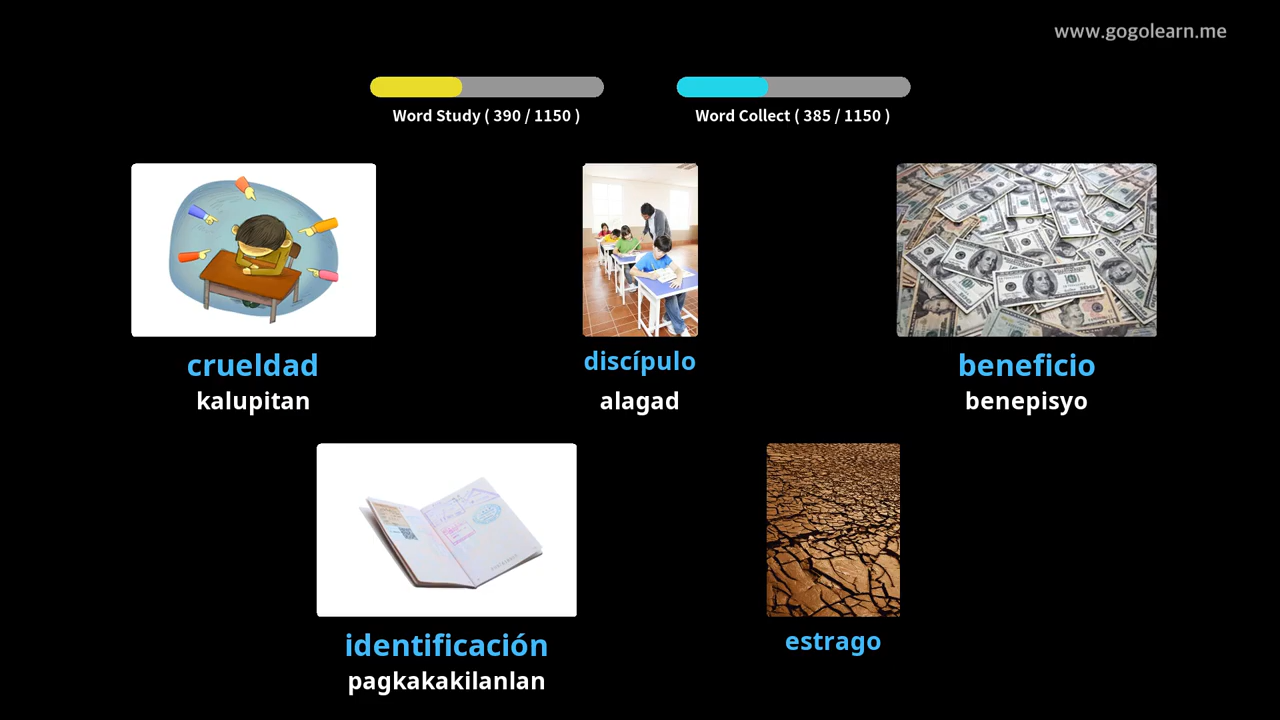 www.gogolearn.me
Word Study ( 390 / 1150 )
Word Collect ( 385 / 1150 )
crueldad
kalupitan
discípulo
alagad
beneficio
benepisyo
identificación
pagkakakilanlan
estrago